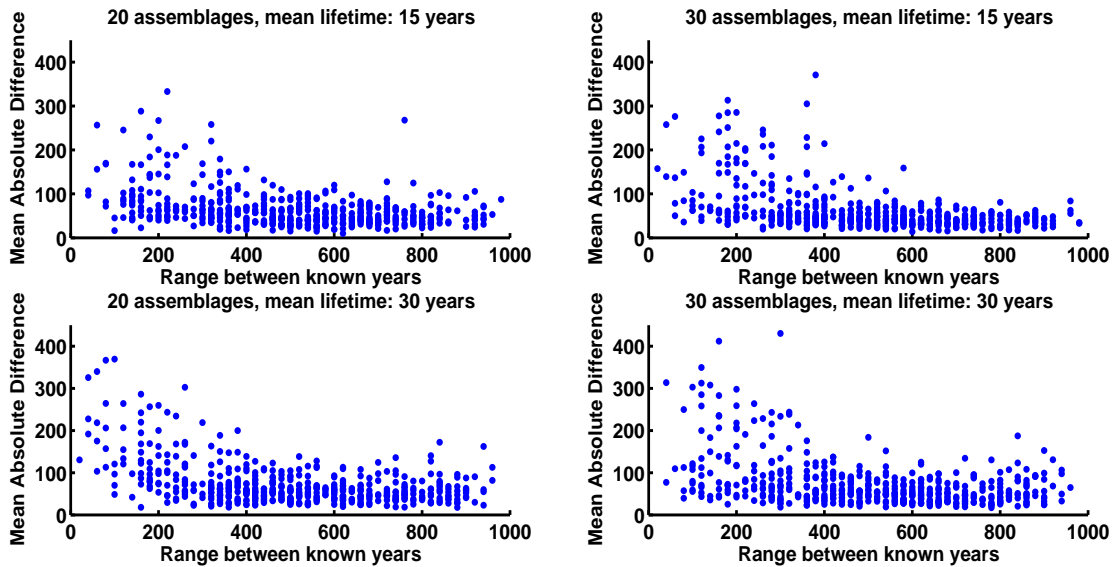 20 assemblages, mean lifetime: 15 years
Mean Absolute Difference
400
300
200
100
0
0 200 400 600 800 1000
Range between known years
30 assemblages, mean lifetime: 15 years
Mean Absolute Difference
400
300
200
100
0
0 200 400 600 800 1000
Range between known years
20 assemblages, mean lifetime: 30 years
Mean Absolute Difference
400
300
200
100
0
0 200 400 600 800 1000
Range between known years
30 assemblages, mean lifetime: 30 years
Mean Absolute Difference
400
300
200
100
0
0 200 400 600 800 1000
Range between known years